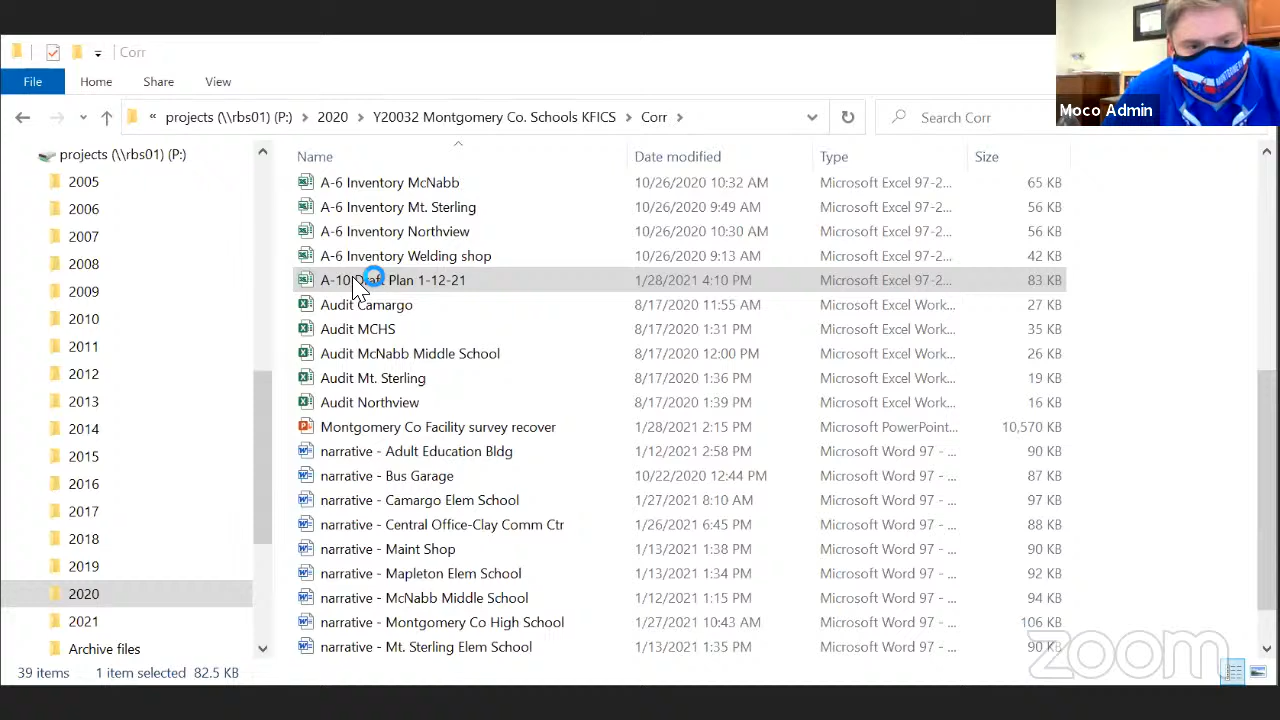 Corr
File Home Share View
« projects (\\rbs01) (P:) 2020 Y20032 Montgomery Co. Schools KFICS Corr Search Corr
Moco Admin
projects (\\rbs01) (P:)
2005
2006
2007
2008
2009
2010
2011
2012
2013
2014
2015
2016
2017
2018
2019
2020
2021
Archive files
Name Date modified Type Size
A-6 Inventory McNabb 10/26/2020 10:32 AM Microsoft Excel 97-2... 65 KB
A-6 Inventory Mt. Sterling 10/26/2020 9:49 AM Microsoft Excel 97-2... 56 KB
A-6 Inventory Northview 10/26/2020 10:30 AM Microsoft Excel 97-2... 56 KB
A-6 Inventory Welding shop 10/26/2020 9:13 AM Microsoft Excel 97-2... 42 KB
A-10 Draft Plan 1-12-21 1/28/2021 4:10 PM Microsoft Excel 97-2... 83 KB
Audit Camargo 8/17/2020 11:55 AM Microsoft Excel Work... 27 KB
Audit MCHS 8/17/2020 1:31 PM Microsoft Excel Work... 35 KB
Audit McNabb Middle School 8/17/2020 12:00 PM Microsoft Excel Work... 26 KB
Audit Mt. Sterling 8/17/2020 1:36 PM Microsoft Excel Work... 19 KB
Audit Northview 8/17/2020 1:39 PM Microsoft Excel Work... 16 KB
Montgomery Co Facility survey recover 1/28/2021 2:15 PM Microsoft PowerPoint... 10,570 KB
narrative - Adult Education Bldg 1/12/2021 2:58 PM Microsoft Word 97 - ... 90 KB
narrative - Bus Garage 10/22/2020 12:44 PM Microsoft Word 97 - ... 87 KB
narrative - Camargo Elem School 1/27/2021 8:10 AM Microsoft Word 97 - ... 97 KB
narrative - Central Office-Clay Comm Ctr 1/26/2021 6:45 PM Microsoft Word 97 - ... 88 KB
narrative - Maint Shop 1/13/2021 1:38 PM Microsoft Word 97 - ... 90 KB
narrative - Mapleton Elem School 1/13/2021 1:34 PM Microsoft Word 97 - ... 92 KB
narrative - McNabb Middle School 1/12/2021 1:15 PM Microsoft Word 97 - ... 94 KB
narrative - Montgomery Co High School 1/27/2021 10:43 AM Microsoft Word 97 - ... 106 KB
narrative - Mt. Sterling Elem School 1/13/2021 1:35 PM Microsoft Word 97 - ... 90 KB
zoom
39 items 1 item selected 82.5 KB